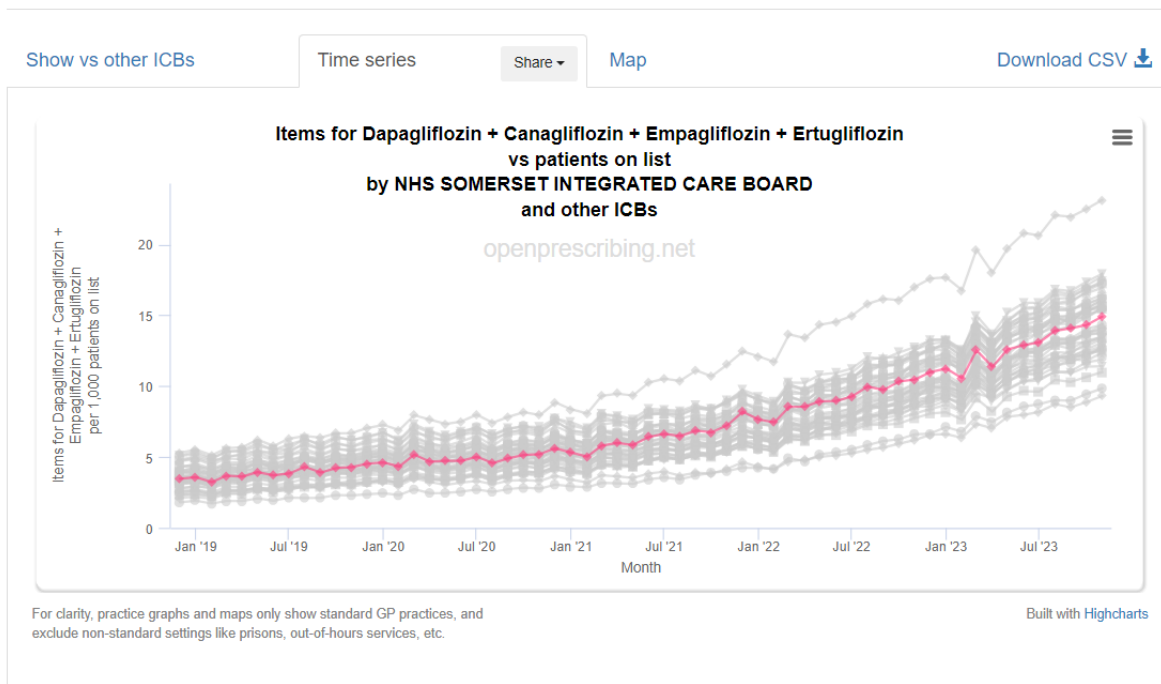 Show vs other ICBs
Time series
Share
Map
Download CSV
Items for Dapagliflozin + Canagliflozin + Empagliflozin + Ertugliflozin
vs patients on list
by NHS SOMERSET INTEGRATED CARE BOARD
and other ICBs
openprescribing.net
Items for Dapagliflozin + Canagliflozin +
Empagliflozin + Ertugliflozin
per 1,000 patients on list
20
15
10
5
0
Jan '19
Jul '19
Jan '20
Jul '20
Jan '21
Jul '21
Jan '22
Jul '22
Jan '23
Jul '23
Month
For clarity, practice graphs and maps only show standard GP practices, and
exclude non-standard settings like prisons, out-of-hours services, etc.
Built with Highcharts